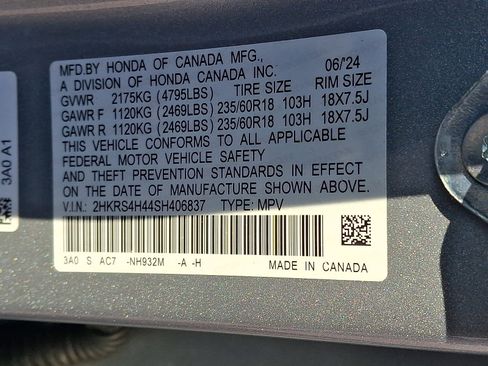 MFD.BY HONDA OF CANADA MFG., 06/'24
A DIVISION OF HONDA CANADA INC.
GVWR 2175KG (4795LBS) TIRE SIZE RIM SIZE
GAWR F 1120KG (2469LBS) 235/60R18 103H 18X7.5J
GAWR R 1120KG (2469LBS) 235/60R18 103H 18X7.5J
THIS VEHICLE CONFORMS TO ALL APPLICABLE
FEDERAL MOTOR VEHICLE SAFETY
AND THEFT PREVENTION STANDARDS IN EFFECT
ON THE DATE OF MANUFACTURE SHOWN ABOVE.
V.I.N.: 2HKRS4H44SH406837 TYPE: MPV
3A0 S AC7 -NH932M -A -H MADE IN CANADA
3A0 A1